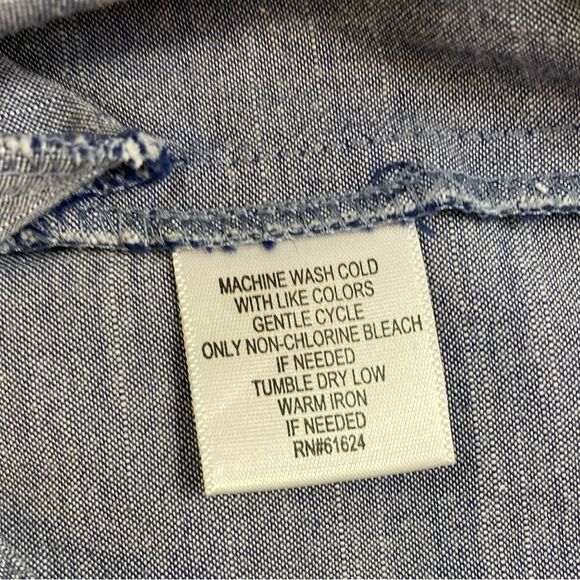 MACHINE WASH COLD
WITH LIKE COLORS
GENTLE CYCLE
ONLY NON-CHLORINE BLEACH
IF NEEDED
TUMBLE DRY LOW
WARM IRON
IF NEEDED
RN#61624